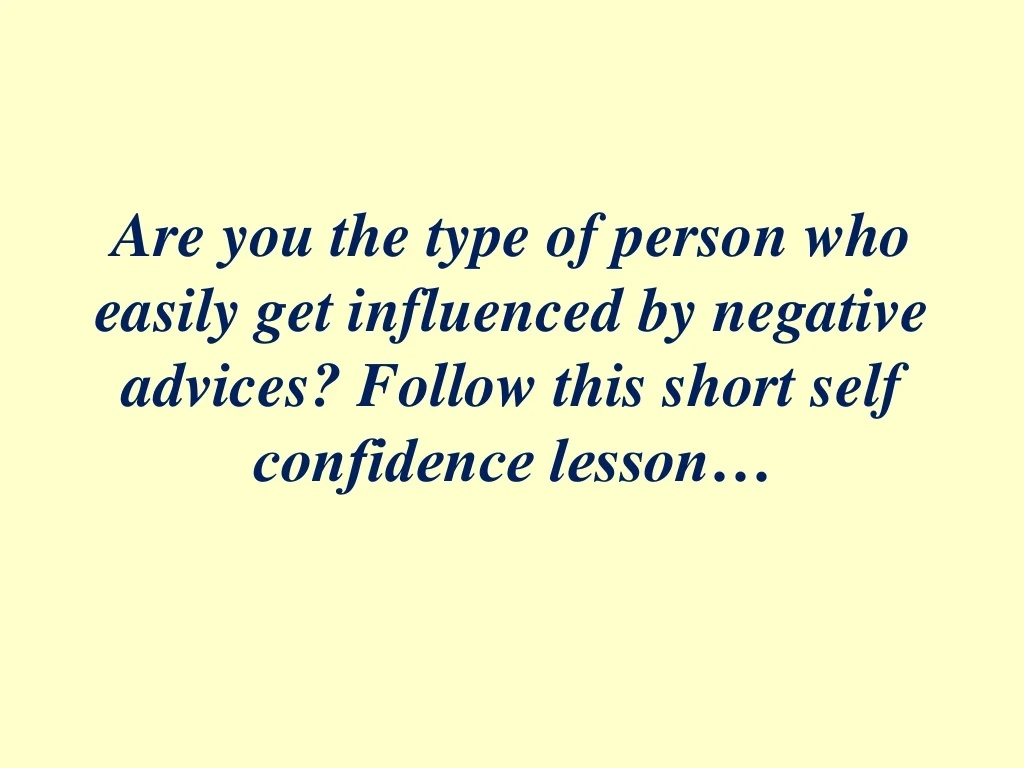 Are you the type of person who
easily get influenced by negative
advices? Follow this short self
confidence lesson…